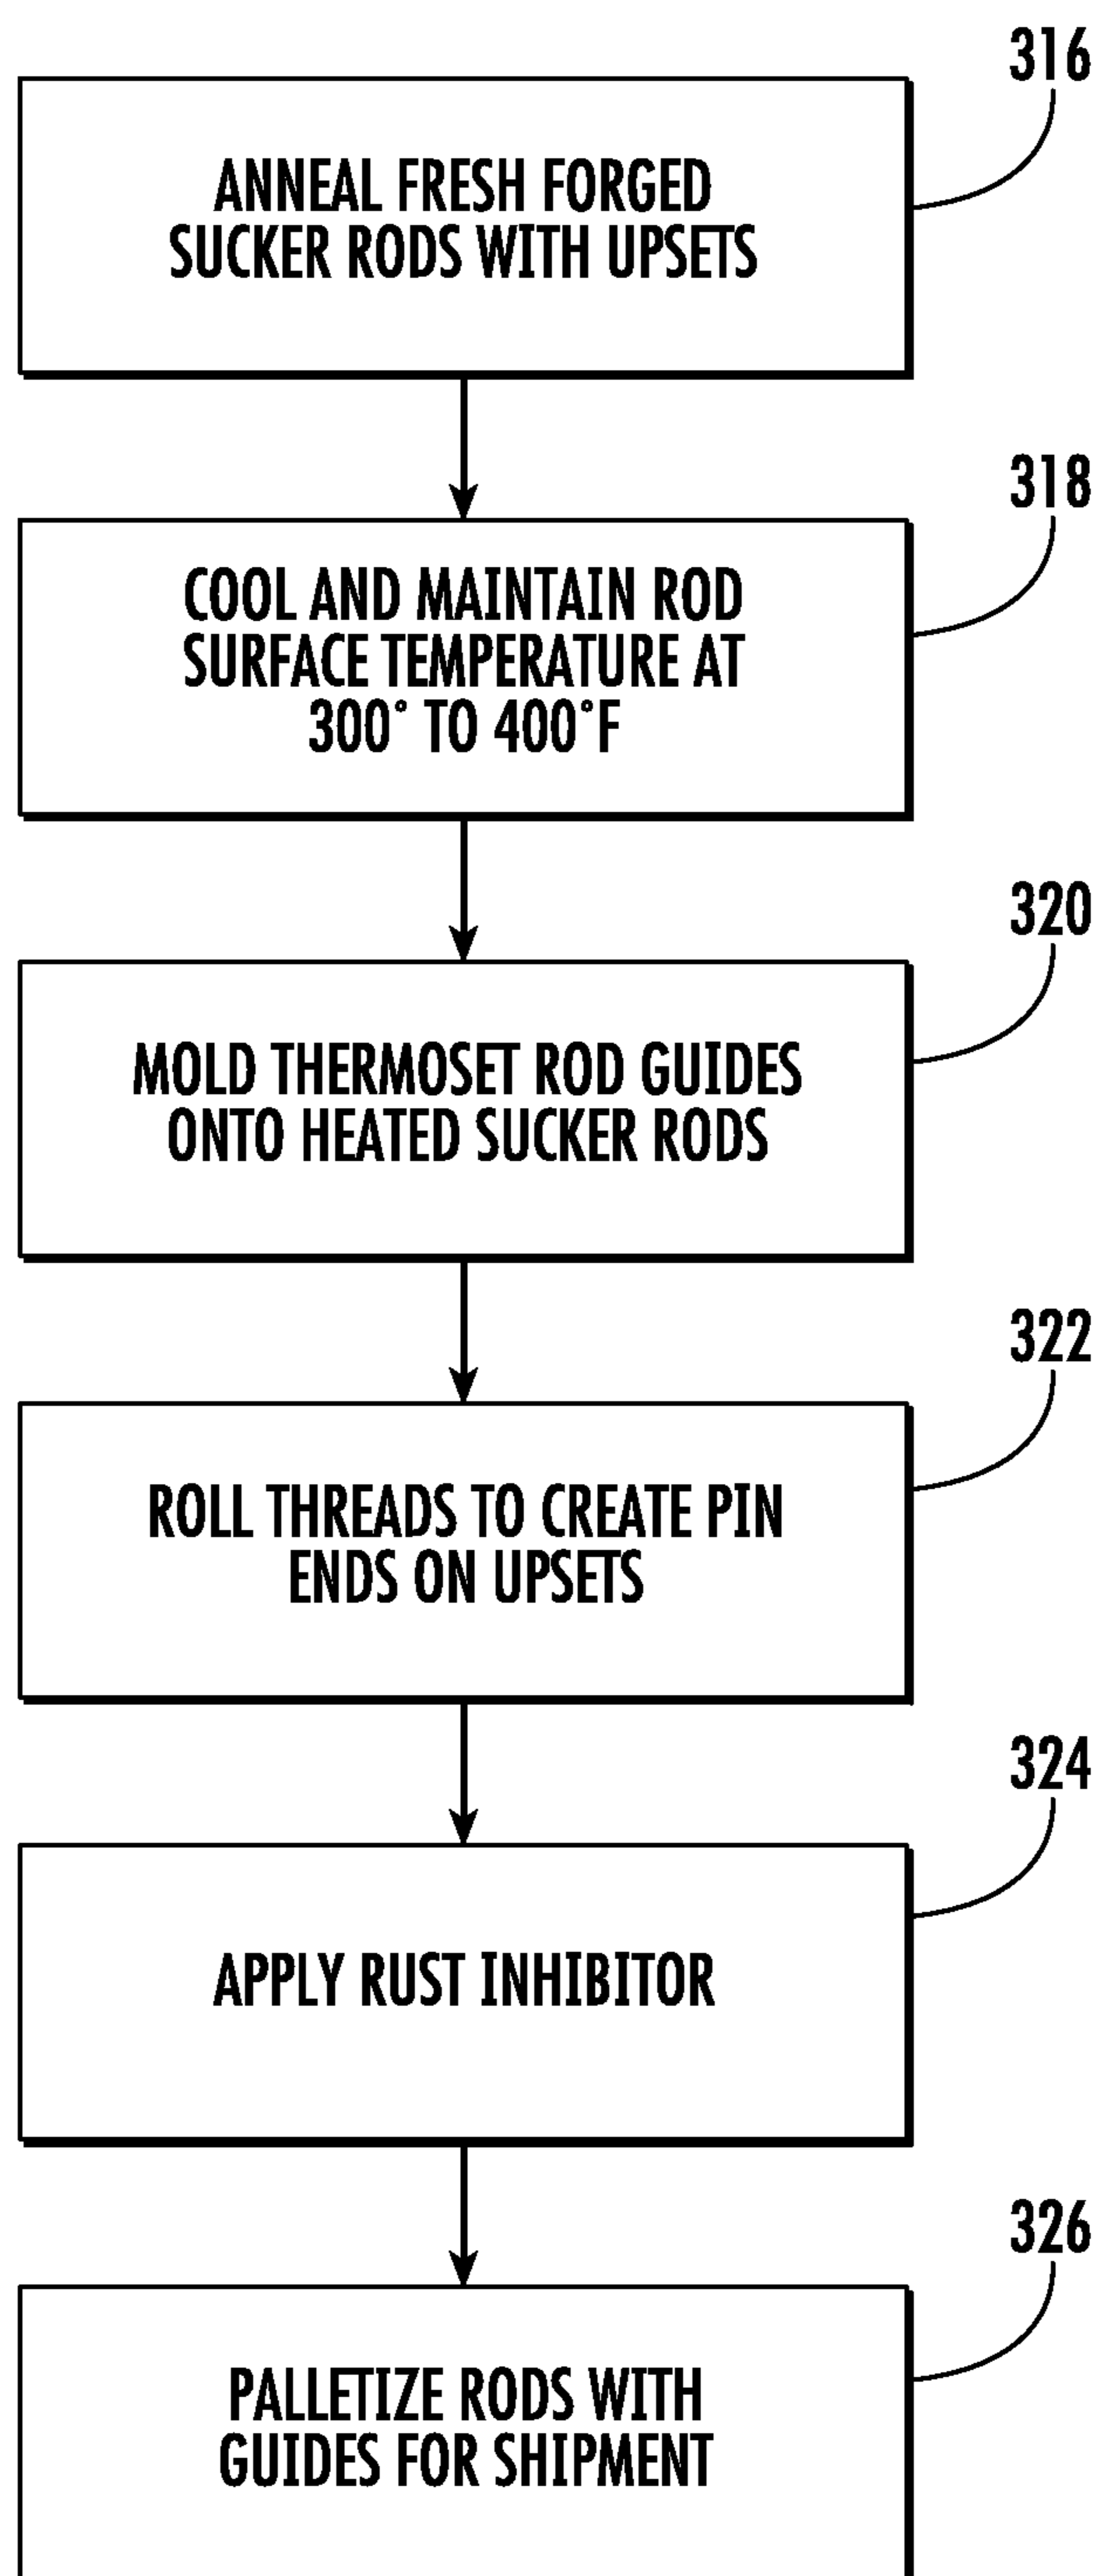 316
ANNEAL FRESH FORGED
SUCKER RODS WITH UPSETS
318
COOL AND MAINTAIN ROD
SURFACE TEMPERATURE AT
300° TO 400°F
320
MOLD THERMOSET ROD GUIDES
ONTO HEATED SUCKER RODS
322
ROLL THREADS TO CREATE PIN
ENDS ON UPSETS
324
APPLY RUST INHIBITOR
326
PALLETIZE RODS WITH
GUIDES FOR SHIPMENT